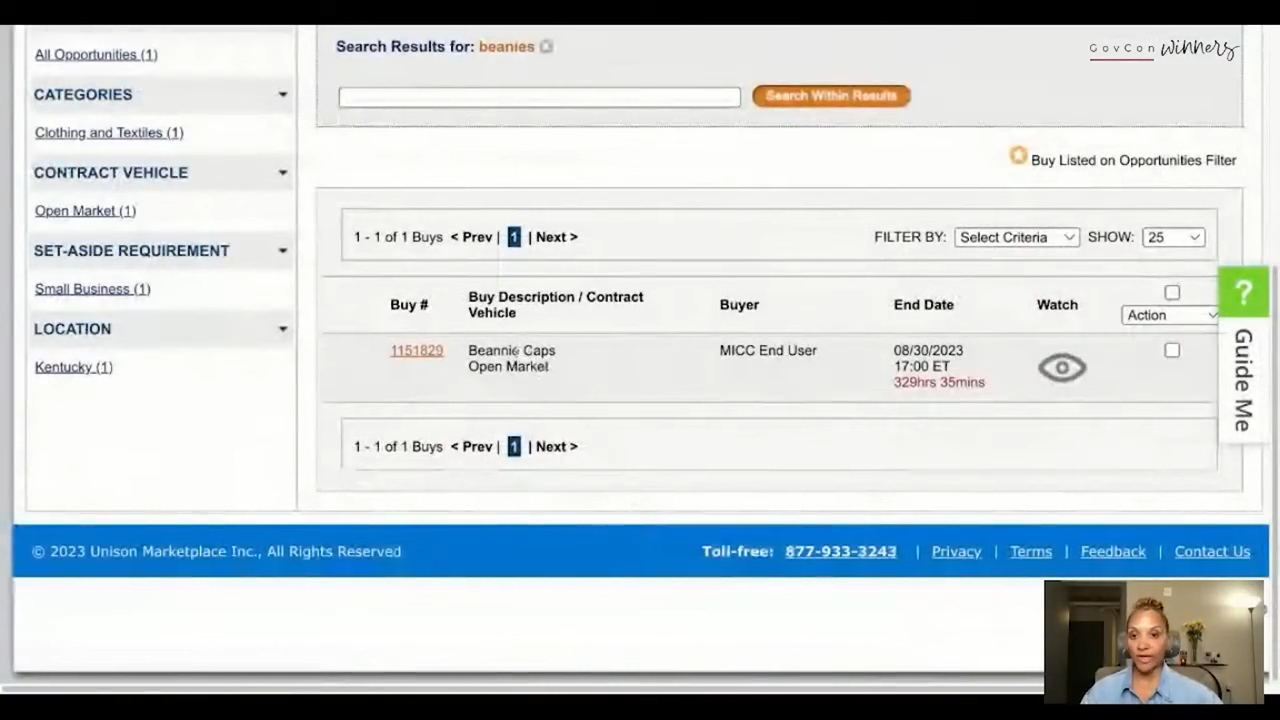 GovCon Winners
All Opportunities (1)
CATEGORIES
Clothing and Textiles (1)
CONTRACT VEHICLE
Open Market (1)
SET-ASIDE REQUIREMENT
Small Business (1)
LOCATION
Kentucky (1)
Search Results for: beanies
Search Within Results
Buy Listed on Opportunities Filter
1 - 1 of 1 Buys < Prev | 1 | Next > FILTER BY: Select Criteria SHOW: 25
Buy # Buy Description / Contract Buyer End Date Watch
Vehicle
Action
1151829 Beannie Caps MICC End User 08/30/2023
Open Market 17:00 ET
329hrs 35mins
1 - 1 of 1 Buys < Prev | 1 | Next >
? Guide Me
© 2023 Unison Marketplace Inc., All Rights Reserved Toll-free: 877-933-3243 | Privacy | Terms | Feedback | Contact Us